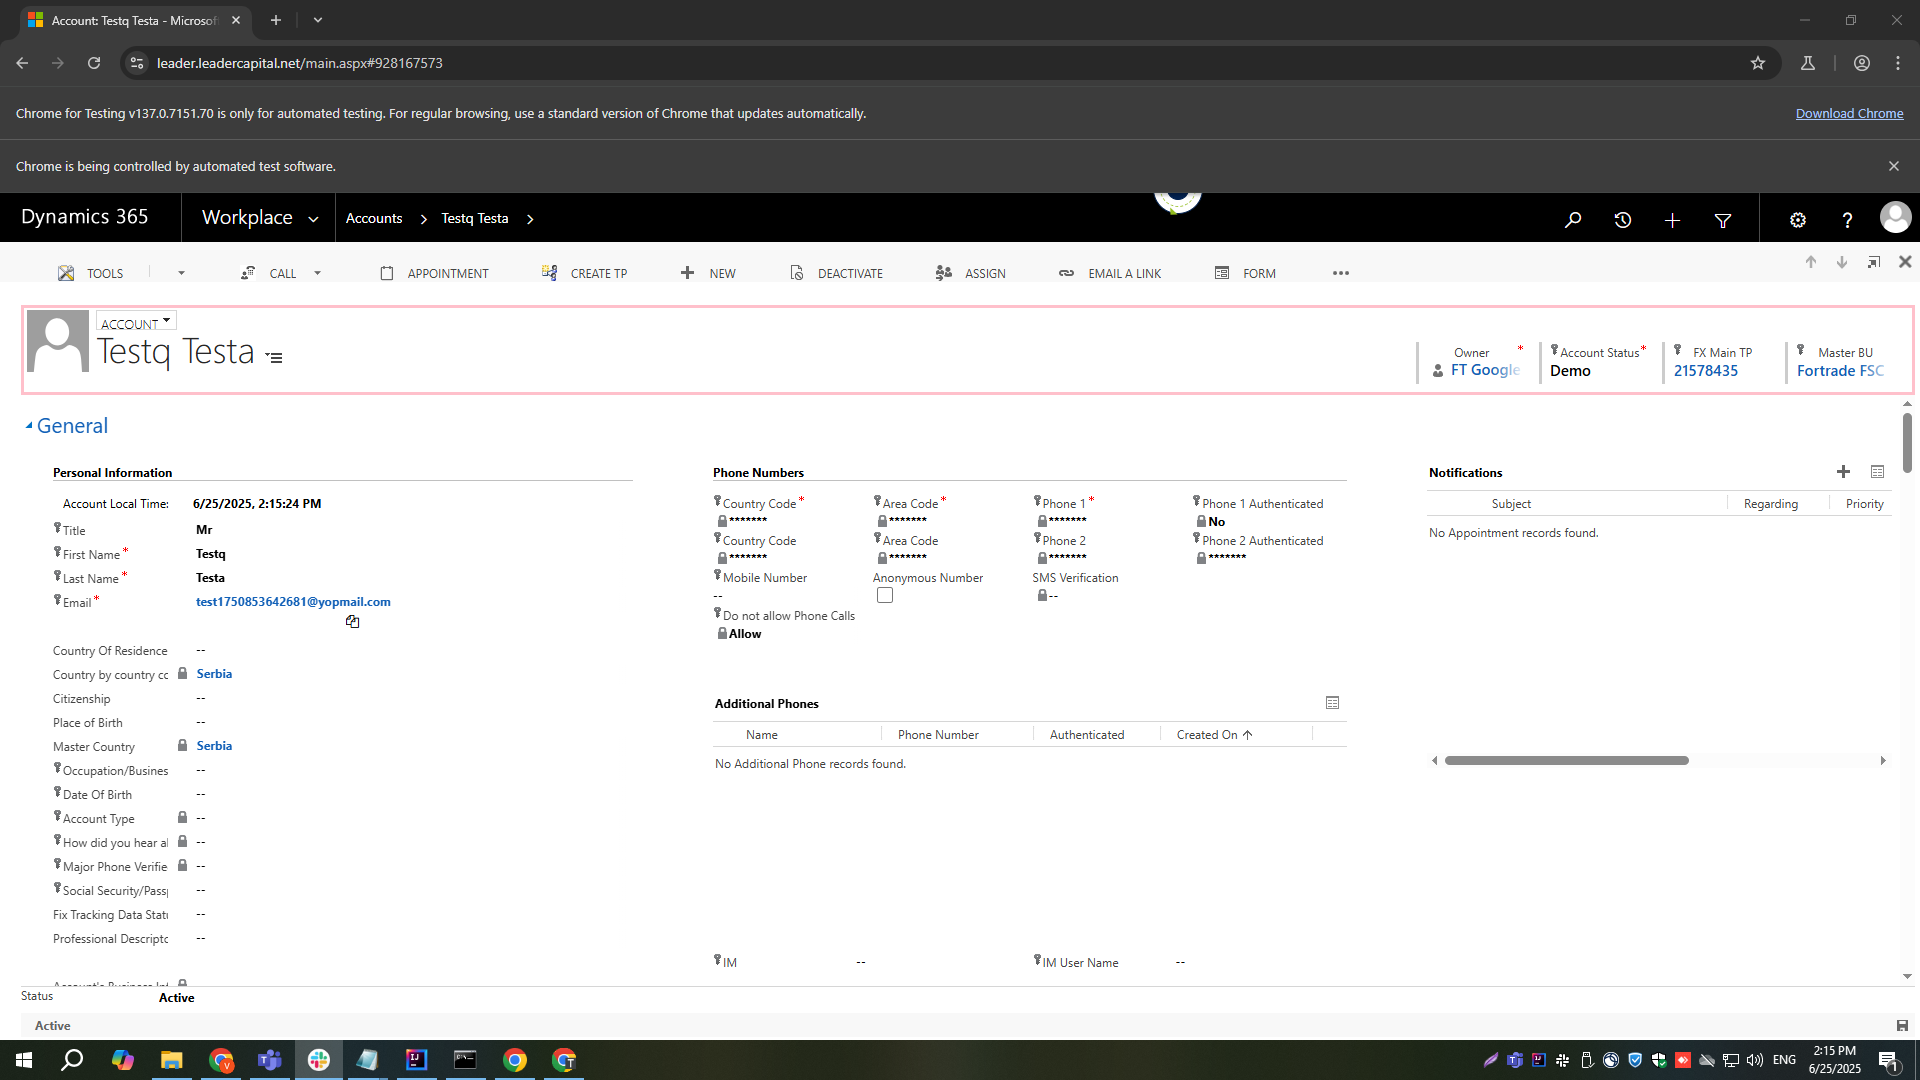 Account: Testq Testa - Microsof
leader.leadercapital.net/main.aspx#928167573
Chrome for Testing v137.0.7151.70 is only for automated testing. For regular browsing, use a standard version of Chrome that updates automatically.
Download Chrome
Chrome is being controlled by automated test software.
Dynamics 365
Workplace
Accounts
Testq Testa
TOOLS
CALL
APPOINTMENT
CREATE TP
NEW
DEACTIVATE
ASSIGN
EMAIL A LINK
FORM
ACCOUNT
Testq Testa
Owner *
FT Google
Account Status *
Demo
FX Main TP
21578435
Master BU
Fortrade FSC
General
Personal Information
Account Local Time: 6/25/2025, 2:15:24 PM
Title Mr
First Name * Testq
Last Name * Testa
Email * test1750853642681@yopmail.com
Country Of Residence --
Country by country cc Serbia
Citizenship --
Place of Birth --
Master Country Serbia
Occupation/Busines --
Date Of Birth --
Account Type --
How did you hear a --
Major Phone Verifie --
Social Security/Pass --
Fix Tracking Data Stat --
Professional Descripto --
Phone Numbers
Country Code * Area Code * Phone 1 * Phone 1 Authenticated
******* ******* ******* No
Country Code Area Code Phone 2 Phone 2 Authenticated
******* ******* ******* *******
Mobile Number Anonymous Number SMS Verification
-- --
Do not allow Phone Calls
Allow
Additional Phones
Name Phone Number Authenticated Created On
No Additional Phone records found.
IM -- IM User Name --
Notifications
Subject Regarding Priority
No Appointment records found.
Status Active
Active
ENG
2:15 PM
6/25/2025
1